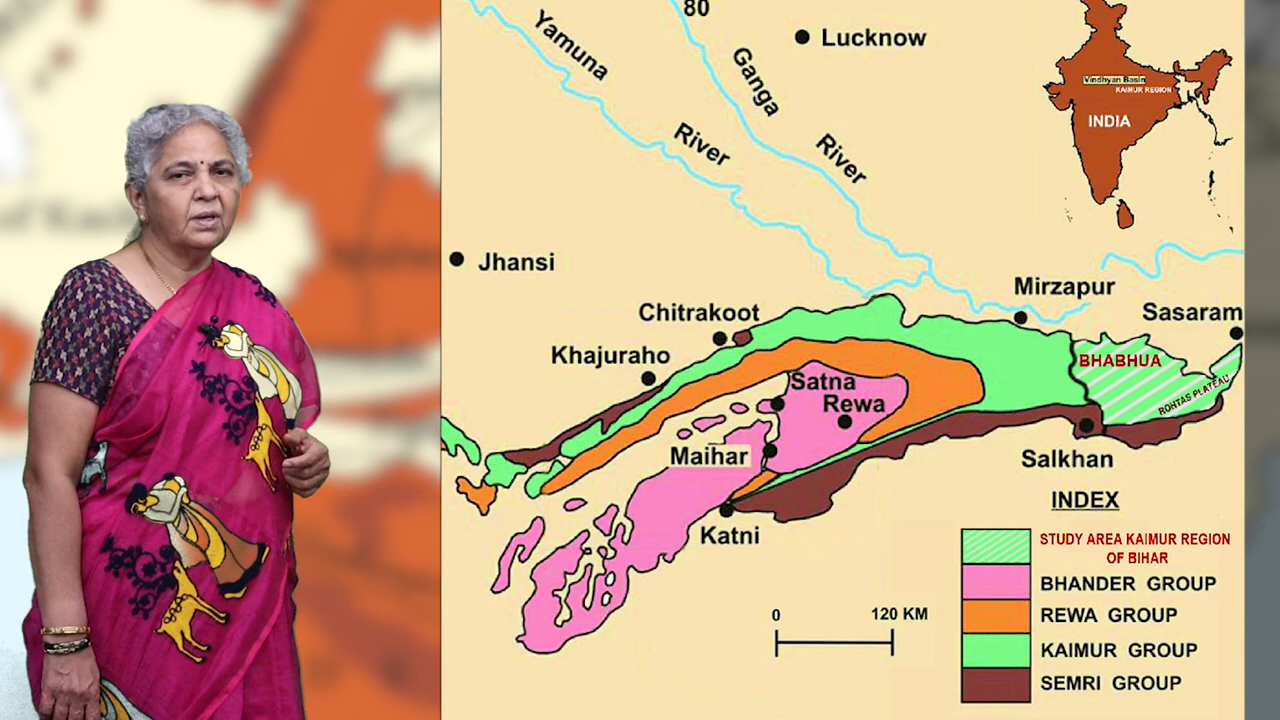 80
Lucknow
Yamuna
River
Ganga
River
Vindhyan Basin
KAIMUR REGION
INDIA
Jhansi
Mirzapur
Chitrakoot
Sasaram
Khajuraho
BHABHUA
ROHTAS PLATEAU
Satna
Rewa
Maihar
Salkhan
Katni
INDEX
STUDY AREA KAIMUR REGION
OF BIHAR
BHANDER GROUP
REWA GROUP
KAIMUR GROUP
SEMRI GROUP
0 120 KM